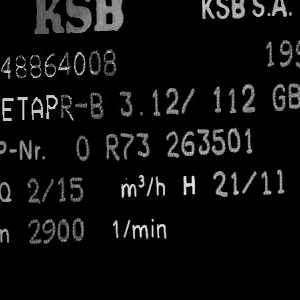 KSB KSB S.A.
48864008 199
ETAPR-B 3.12/ 112 GB
P-Nr. 0 R73 263501
Q 2/15 m³/h H 21/11
n 2900 1/min